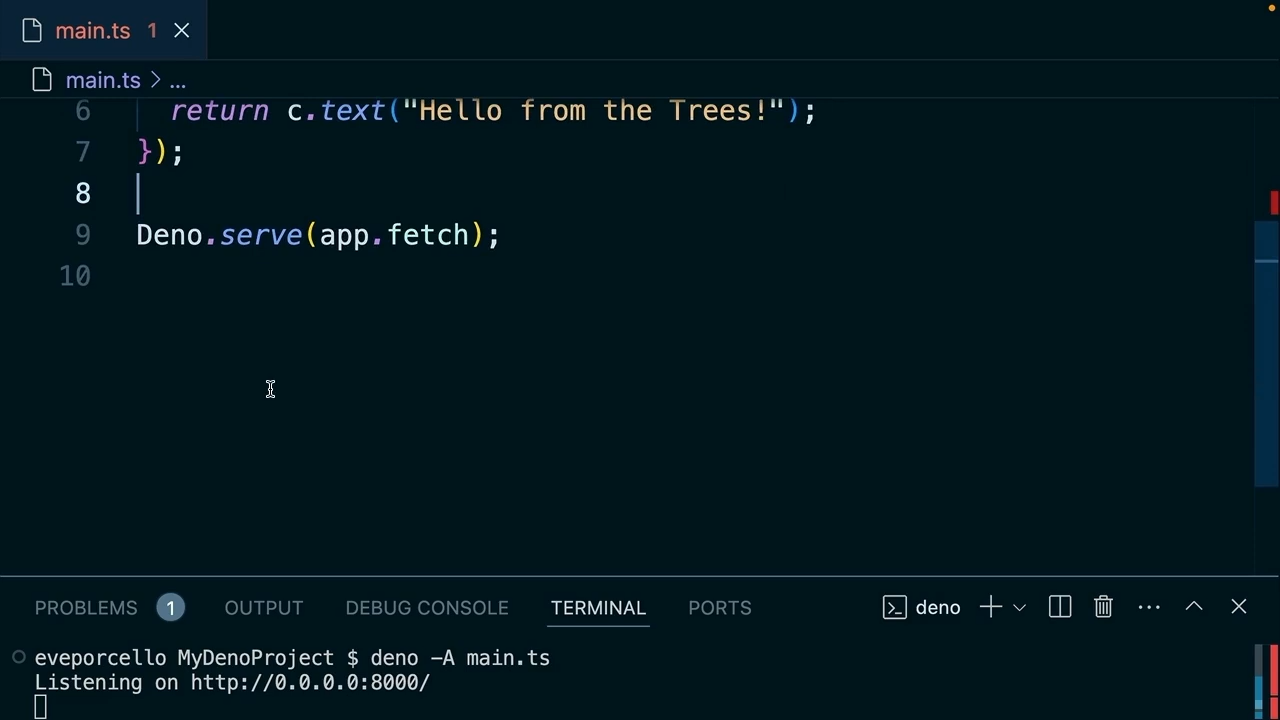 main.ts 1
main.ts > ...
6 return c.text("Hello from the Trees!");
7 });
8
9 Deno.serve(app.fetch);
10
PROBLEMS 1 OUTPUT DEBUG CONSOLE TERMINAL PORTS deno
eveporcello MyDenoProject $ deno -A main.ts
Listening on http://0.0.0.0:8000/